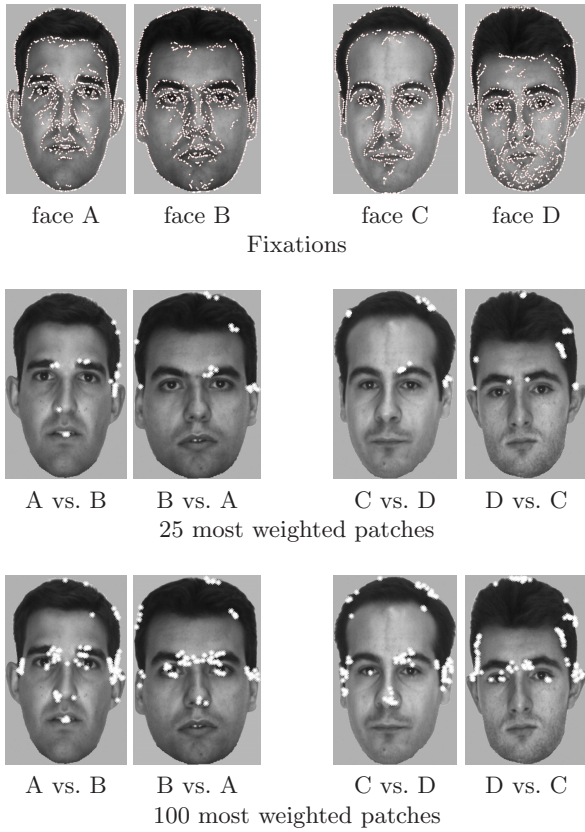 face A face B face C face D
Fixations
A vs. B B vs. A C vs. D D vs. C
25 most weighted patches
A vs. B B vs. A C vs. D D vs. C
100 most weighted patches